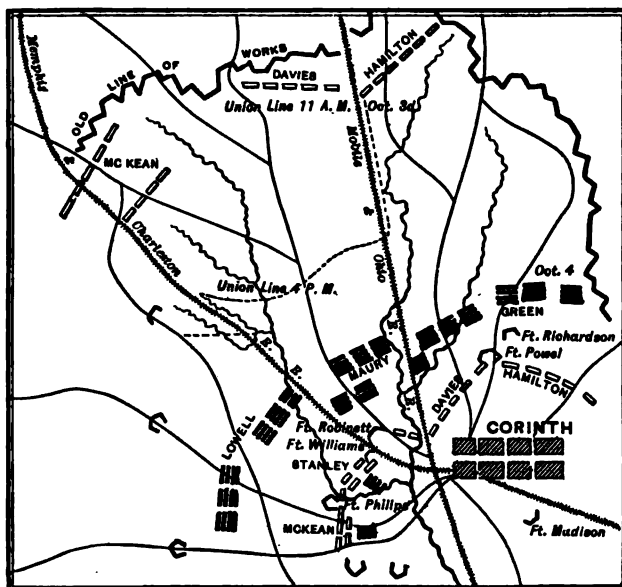 Memphis
OLD LINE OF WORKS
DAVIES
HAMILTON
Union Line 11 A. M. Oct. 3d
MC KEAN
&
Charleston
R. R.
Mobile
&
Ohio
Union Line 4 P. M.
Oct. 4
GREEN
Ft. Richardson
Ft. Powel
HAMILTON
MAURY
DAVIES
LOWELL
Ft. Robinett
Ft. Williams
STANLEY
CORINTH
Ft. Phillips
MCKEAN
Ft. Madison